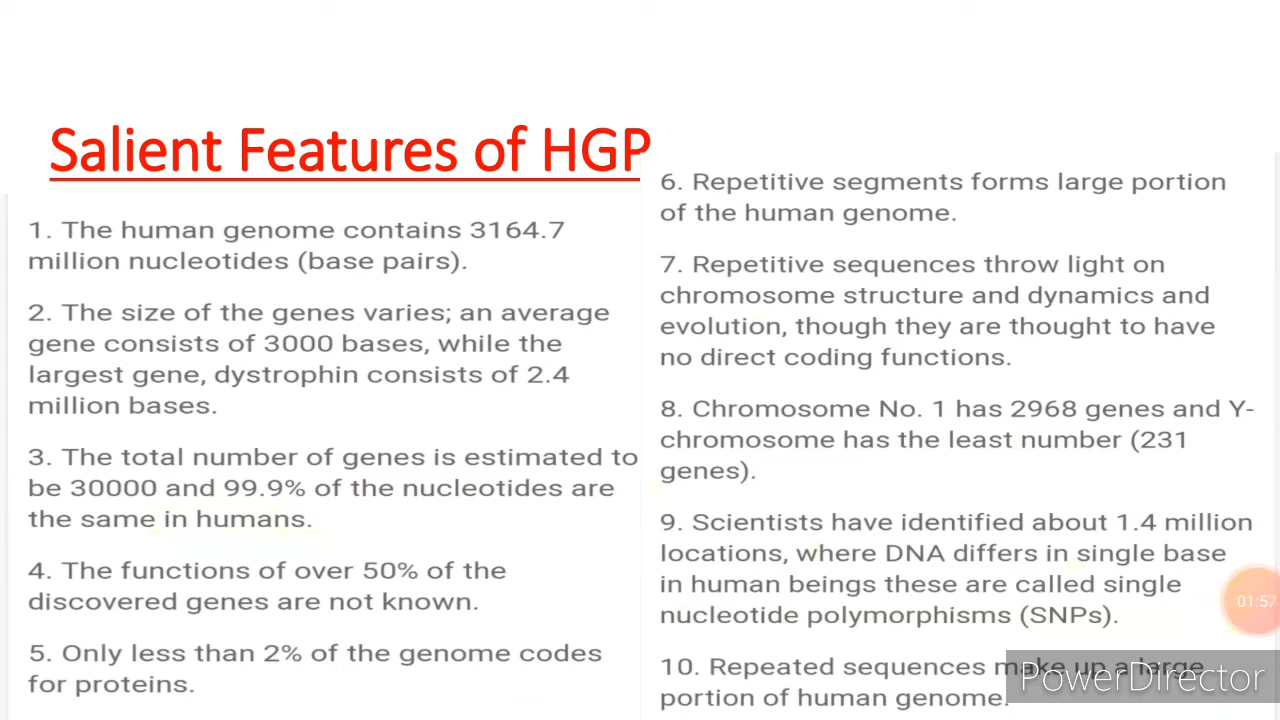 Salient Features of HGP
1. The human genome contains 3164.7
million nucleotides (base pairs).
2. The size of the genes varies; an average
gene consists of 3000 bases, while the
largest gene, dystrophin consists of 2.4
million bases.
3. The total number of genes is estimated to
be 30000 and 99.9% of the nucleotides are
the same in humans.
4. The functions of over 50% of the
discovered genes are not known.
5. Only less than 2% of the genome codes
for proteins.
6. Repetitive segments forms large portion
of the human genome.
7. Repetitive sequences throw light on
chromosome structure and dynamics and
evolution, though they are thought to have
no direct coding functions.
8. Chromosome No. 1 has 2968 genes and Y-
chromosome has the least number (231
genes).
9. Scientists have identified about 1.4 million
locations, where DNA differs in single base
in human beings these are called single
nucleotide polymorphisms (SNPs).
10. Repeated sequences make up a large
portion of human genome.
01:57
PowerDirector